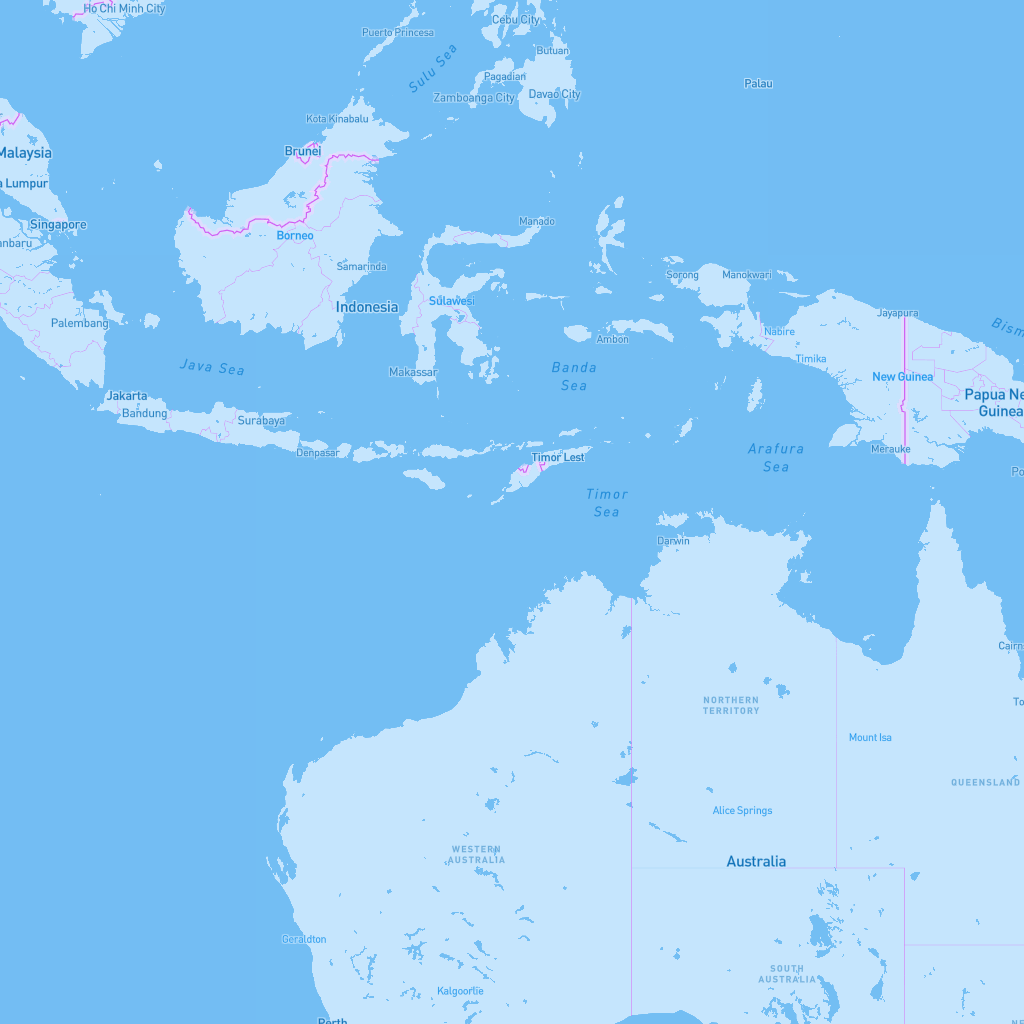 Ho Chi Minh City
Cebu City
Puerto Princesa
Butuan
Sulu Sea
Pagadian
Palau
Zamboanga City
Davao City
Kota Kinabalu
Malaysia
Brunei
a Lumpur
Singapore
Manado
Borneo
nbaru
Samarinda
Sorong
Manokwari
Sulawesi
Indonesia
Jayapura
Palembang
Bism
Nabire
Ambon
Timika
Java Sea
Makassar
Banda
Sea
New Guinea
Jakarta
Papua Ne
Guinea
Bandung
Surabaya
Denpasar
Timor Lest
Arafura
Sea
Merauke
Po
Timor
Sea
Darwin
Cairn
NORTHERN
TERRITORY
To
Mount Isa
QUEENSLAND
Alice Springs
WESTERN
AUSTRALIA
Australia
Geraldton
SOUTH
AUSTRALIA
Kalgoorlie
Perth
NE